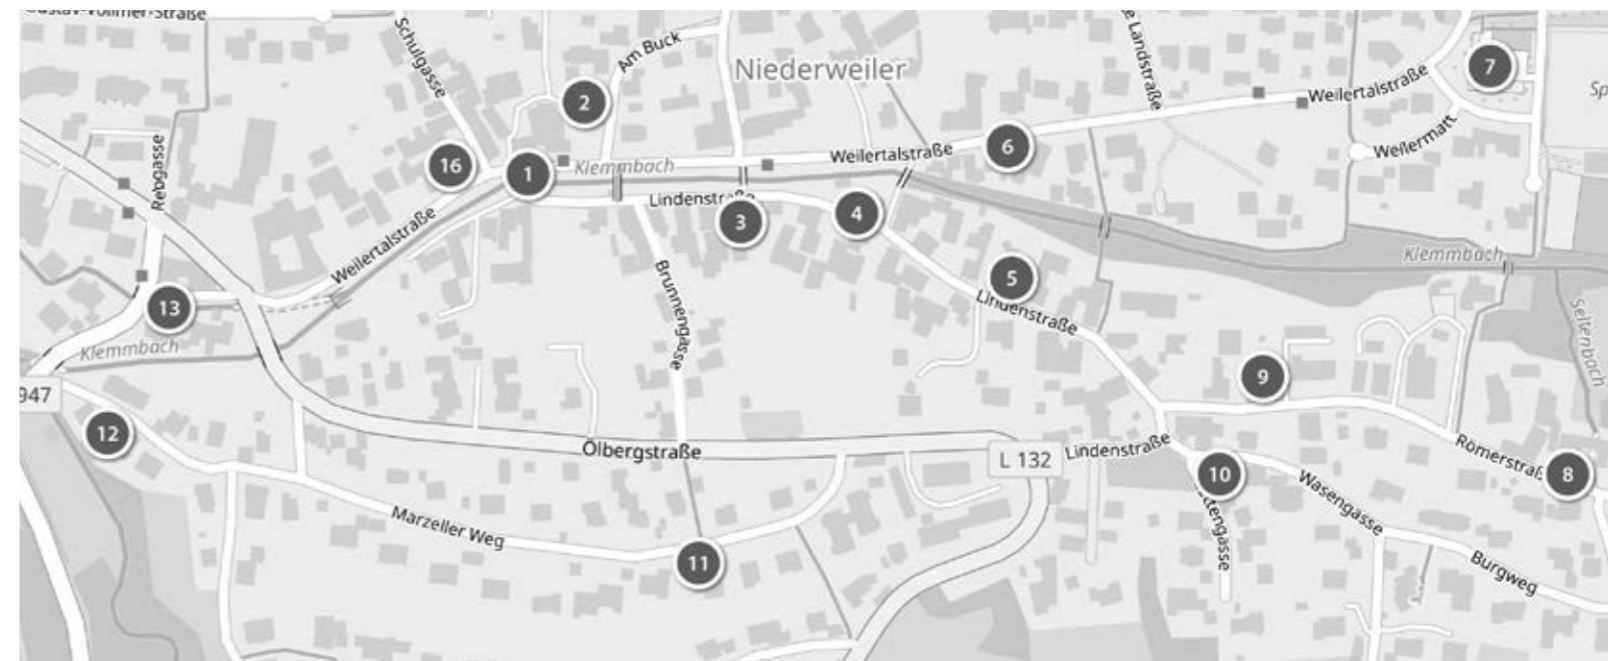 Gustav-Vollmer-Straße
Schulgasse
Am Buck
Niederweiler
e Landstraße
7
Weilertalstraße
Sp
2
Rebgasse
16
1
Klemmbach
Weilertalstraße
6
Weilermatt
Lindenstraße
3
4
Weilertalstraße
Brunnengasse
5
Lindenstraße
Klemmbach
Seitenbach
13
Klemmbach
947
12
9
Ölbergstraße
L 132
Lindenstraße
10
Römerstraße
8
Wasengasse
ttengasse
Marzeller Weg
11
Burgweg